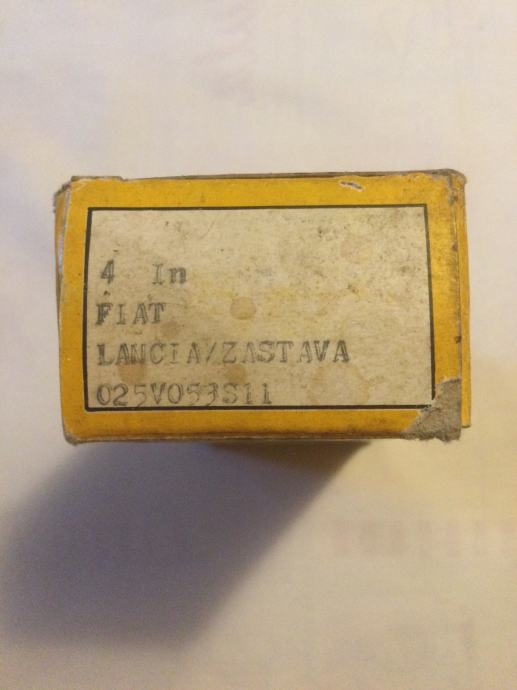 4 In
FIAT
LANCIA/ZASTAVA
025V053S11